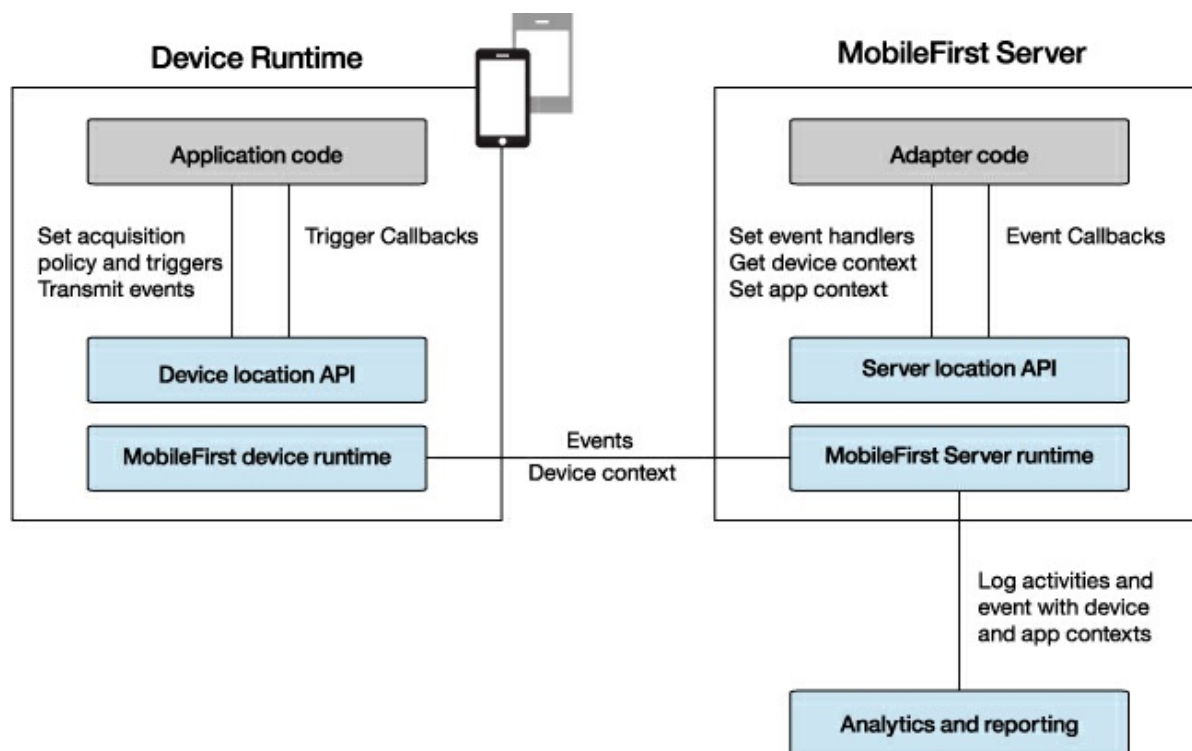 Device Runtime
Application code
Set acquisition
policy and triggers
Transmit events
Trigger Callbacks
Device location API
MobileFirst device runtime
Events
Device context
MobileFirst Server
Adapter code
Set event handlers
Get device context
Set app context
Event Callbacks
Server location API
MobileFirst Server runtime
Log activities and
event with device
and app contexts
Analytics and reporting